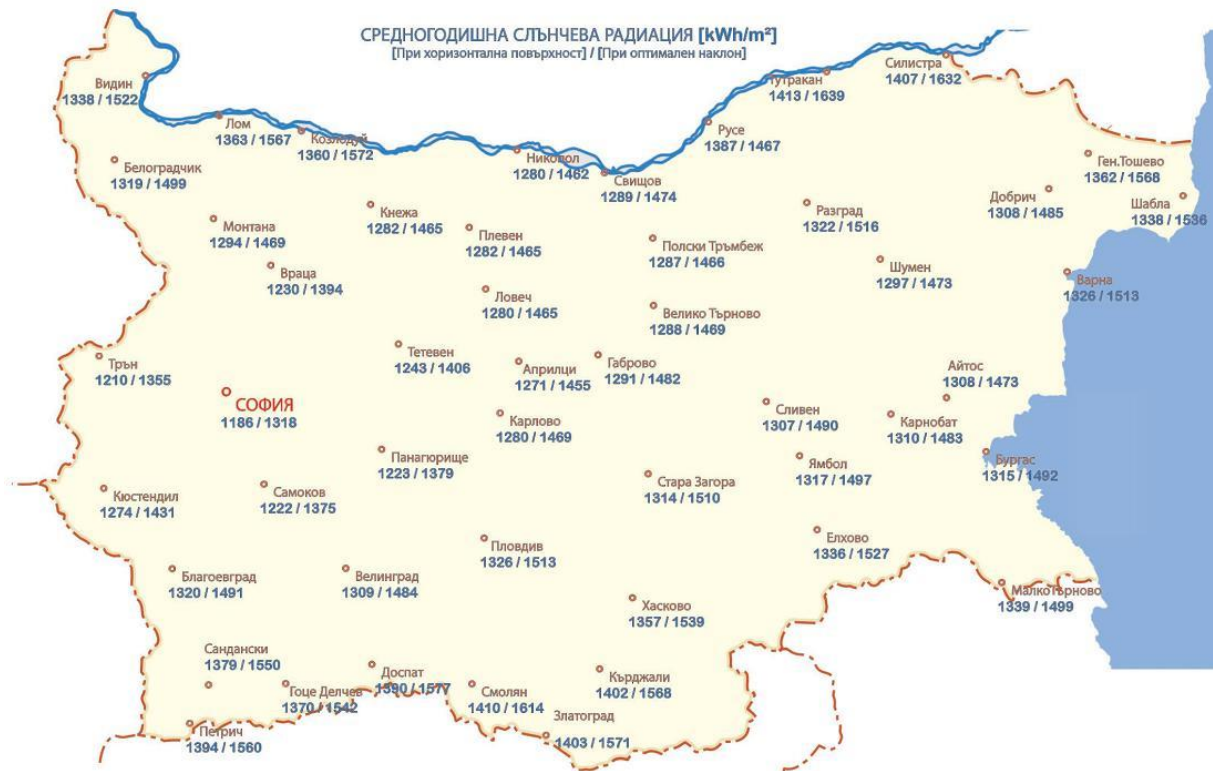 СРЕДНОГОДИШНА СЛЪНЧЕВА РАДИАЦИЯ [kWh/m²]
[При хоризонтална повърхност] / [При оптимален наклон]
Видин
1338 / 1522
Лом
1363 / 1567
Козлодуй
1360 / 1572
Никопол
1280 / 1462
Свищов
1289 / 1474
Русе
1387 / 1467
Тутракан
1413 / 1639
Силистра
1407 / 1632
Ген.Тошево
1362 / 1568
Добрич
1308 / 1485
Шабла
1338 / 1536
Белоградчик
1319 / 1499
Монтана
1294 / 1469
Враца
1230 / 1394
Кнежа
1282 / 1465
Плевен
1282 / 1465
Ловеч
1280 / 1465
Полски Тръмбеж
1287 / 1466
Велико Търново
1288 / 1469
Разград
1322 / 1516
Шумен
1297 / 1473
Варна
1326 / 1513
Трън
1210 / 1355
СОФИЯ
1186 / 1318
Тетевен
1243 / 1406
Априлци
1271 / 1455
Габрово
1291 / 1482
Айтос
1308 / 1473
Карлово
1280 / 1469
Сливен
1307 / 1490
Карнобат
1310 / 1483
Панагюрище
1223 / 1379
Стара Загора
1314 / 1510
Ямбол
1317 / 1497
Бургас
1315 / 1492
Кюстендил
1274 / 1431
Самоков
1222 / 1375
Пловдив
1326 / 1513
Елхово
1336 / 1527
Благоевград
1320 / 1491
Велинград
1309 / 1484
Хасково
1357 / 1539
МалкоТърново
1339 / 1499
Сандански
1379 / 1550
Гоце Делчев
1370 / 1542
Доспат
1390 / 1577
Смолян
1410 / 1614
Кърджали
1402 / 1568
Петрич
1394 / 1560
Златоград
1403 / 1571